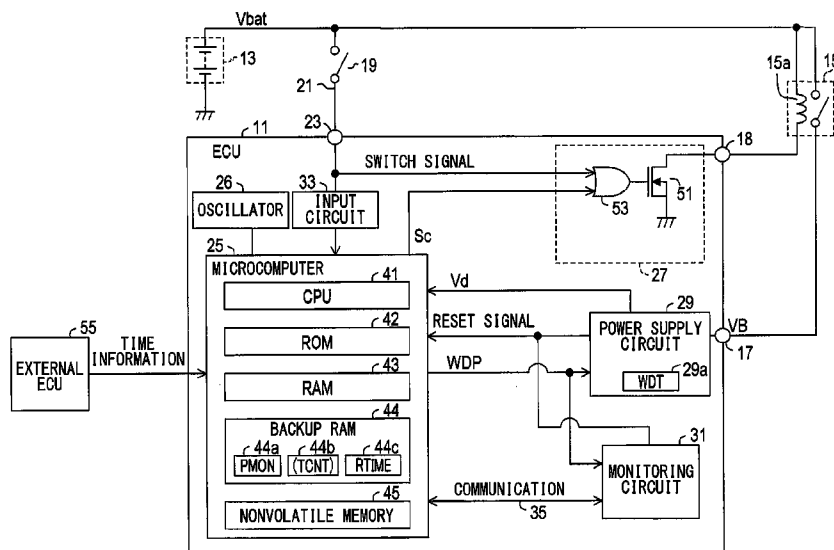 Vbat
13
19
21
15a
15
11
23
18
ECU
SWITCH SIGNAL
26
33
OSCILLATOR
INPUT
CIRCUIT
53
51
Sc
27
25
MICROCOMPUTER
41
CPU
Vd
42
ROM
RESET SIGNAL
29
POWER SUPPLY
CIRCUIT
VB
17
29a
WDT
55
EXTERNAL
ECU
TIME
INFORMATION
43
RAM
WDP
44
BACKUP RAM
44a
44b
44c
PMON
(TCNT)
RTIME
31
MONITORING
CIRCUIT
45
NONVOLATILE MEMORY
COMMUNICATION
35